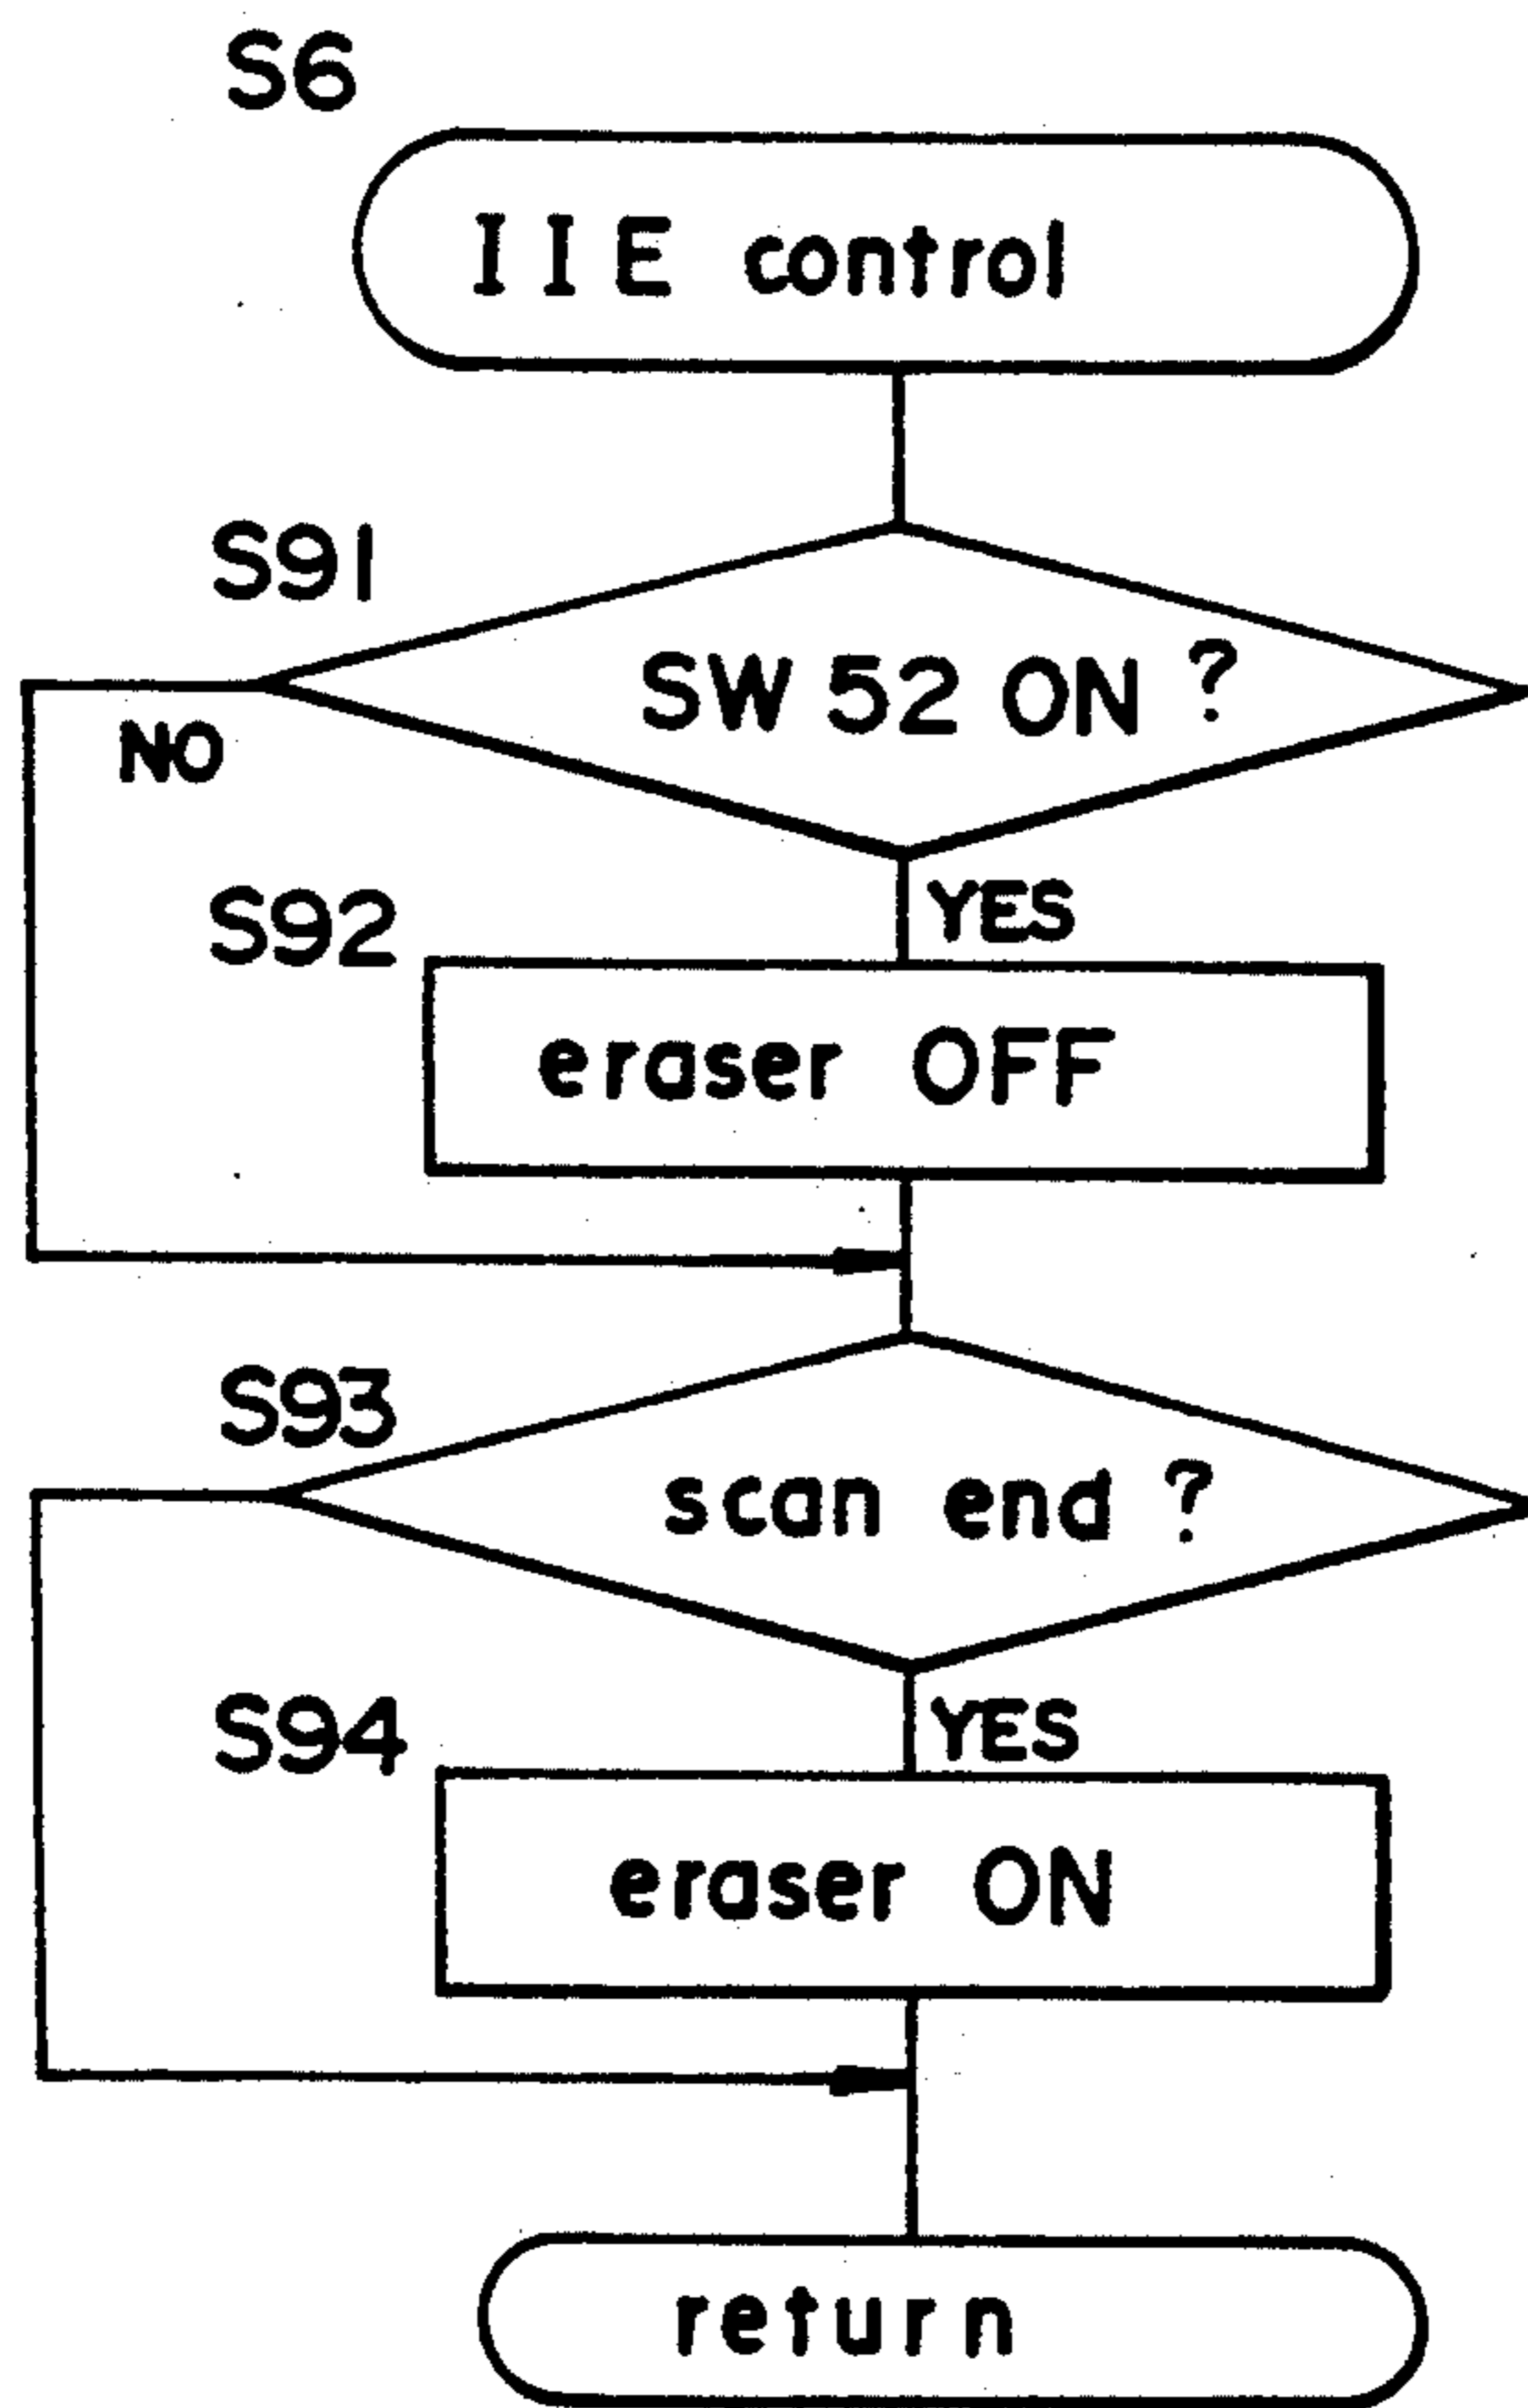 S6
IIE control
S91
SW 52 ON ?
NO
YES
S92
eraser OFF
S93
scan end ?
YES
S94
eraser ON
return